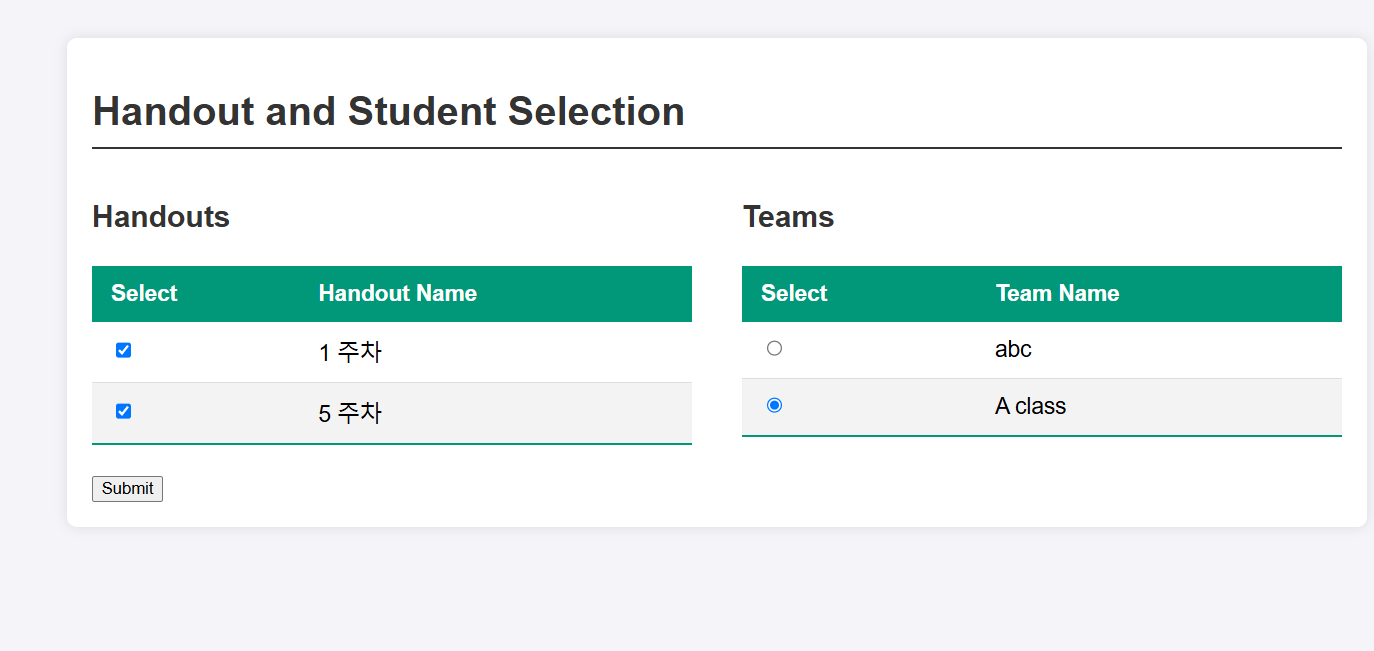 Handout and Student Selection
Handouts
Select Handout Name
1 주차
5 주차
Submit
Teams
Select Team Name
abc
A class